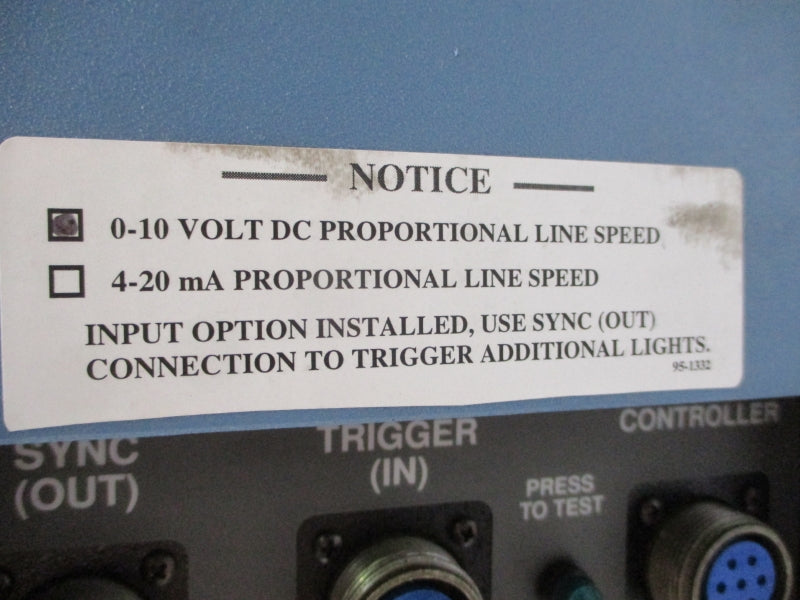 NOTICE
0-10 VOLT DC PROPORTIONAL LINE SPEED
4-20 mA PROPORTIONAL LINE SPEED
INPUT OPTION INSTALLED, USE SYNC (OUT)
CONNECTION TO TRIGGER ADDITIONAL LIGHTS.
95-1332
SYNC
(OUT)
TRIGGER
(IN)
PRESS
TO TEST
CONTROLLER